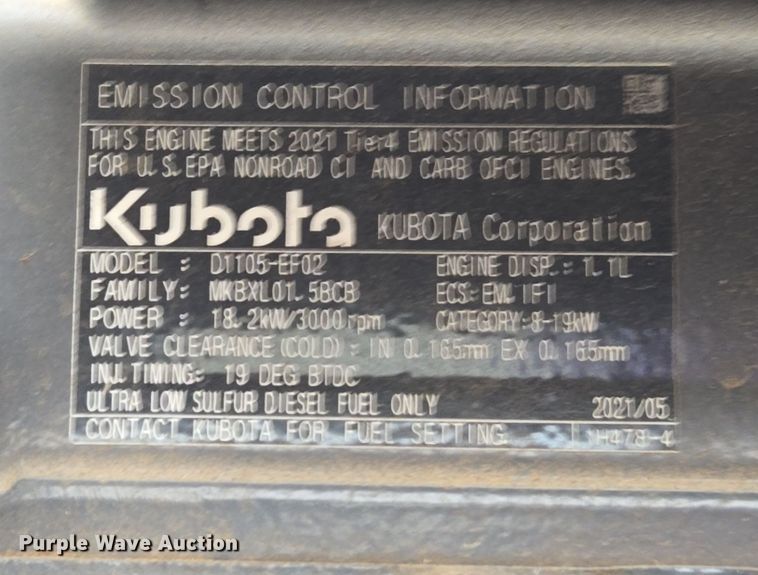 EMISSION CONTROL INFORMATION
THIS ENGINE MEETS 2021 Tier4 EMISSION REGULATIONS
FOR U.S.EPA NONROAD CI AND CARB OFCI ENGINES.
Kubota KUBOTA Corporation
MODEL : D1105-EF02 ENGINE DISP.: 1.1L
FAMILY: MKBXL01.5BCB ECS:EM,IFI
POWER : 18.2kW/3000rpm CATEGORY:8-19kW
VALVE CLEARANCE(COLD): IN 0.165mm EX 0.165mm
INJ.TIMING: 19 DEG BTDC
ULTRA LOW SULFUR DIESEL FUEL ONLY 2021/05
CONTACT KUBOTA FOR FUEL SETTING 1H478-4
Purple Wave Auction